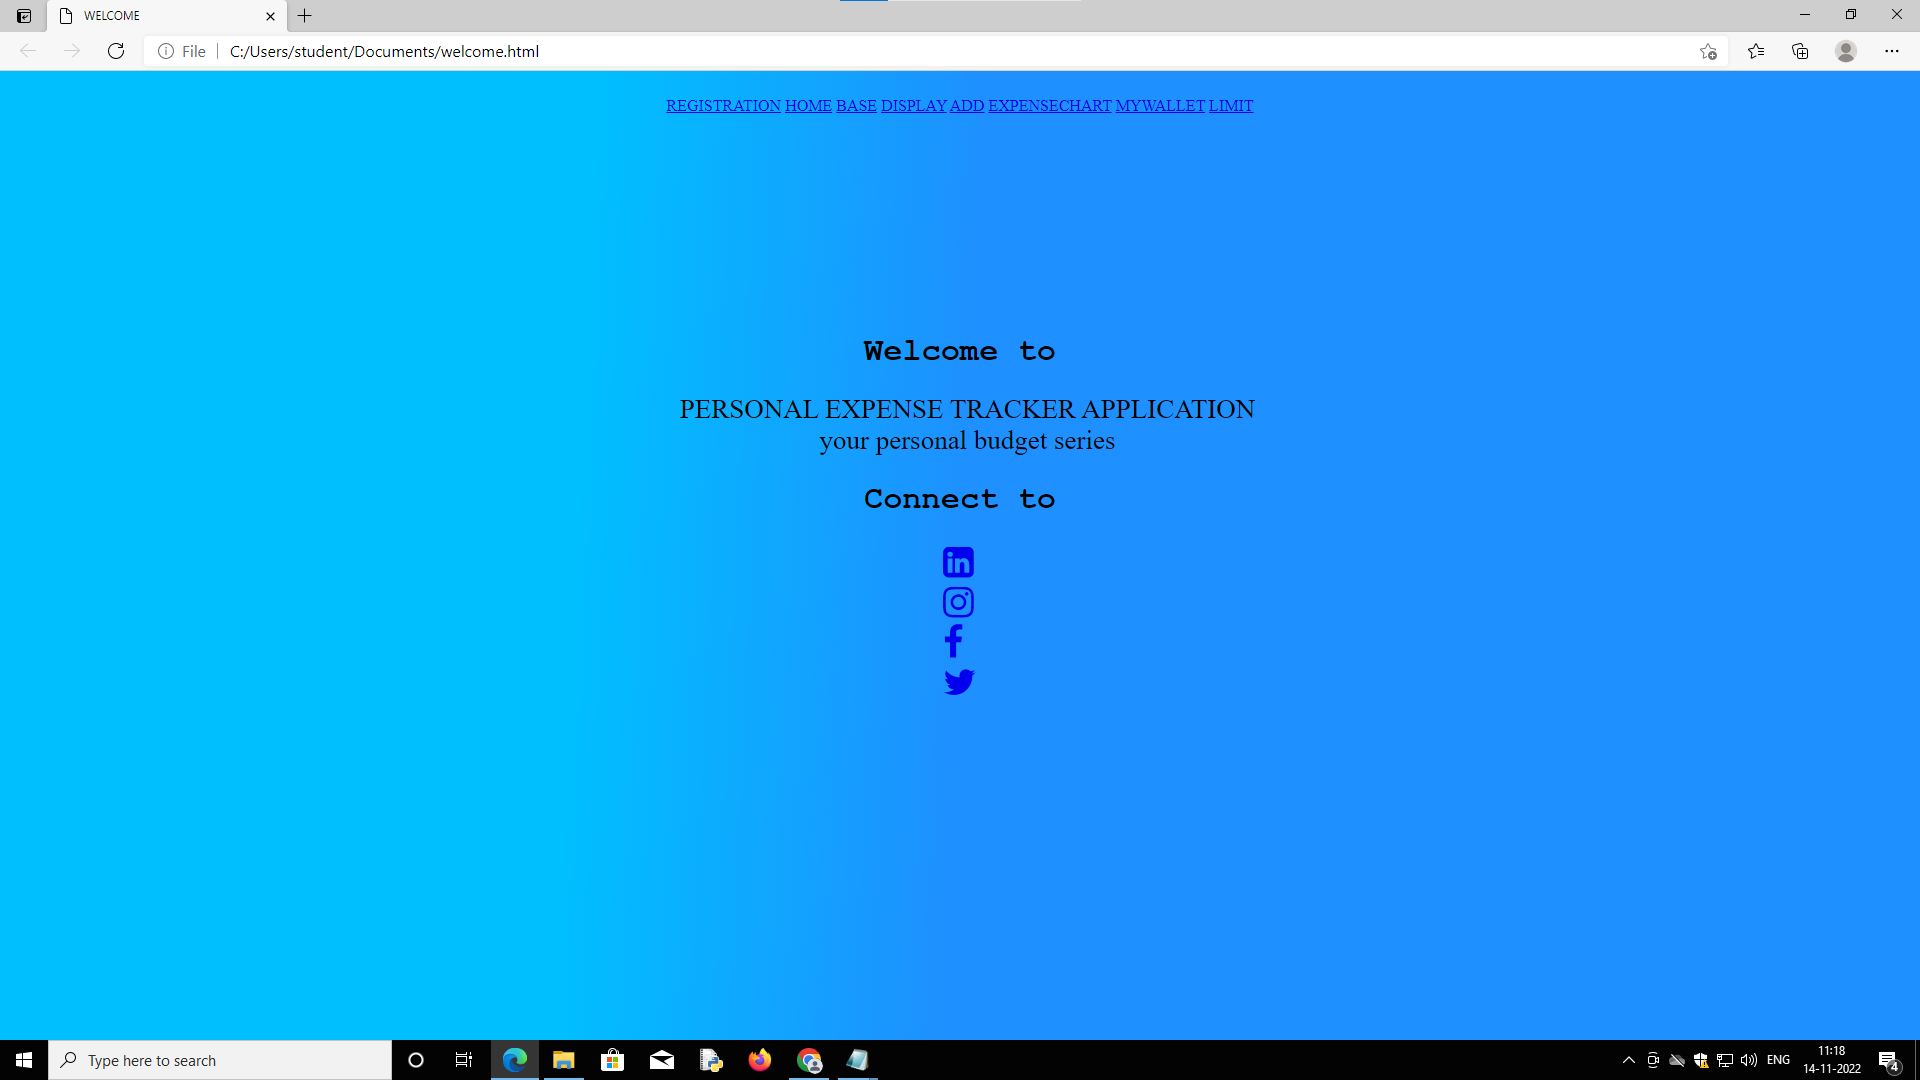 WELCOME
File
C:/Users/student/Documents/welcome.html
REGISTRATION HOME BASE DISPLAY ADD EXPENSECHART MYWALLET LIMIT
Welcome to
PERSONAL EXPENSE TRACKER APPLICATION
your personal budget series
Connect to
in
Type here to search
ENG
11:18
14-11-2022
4